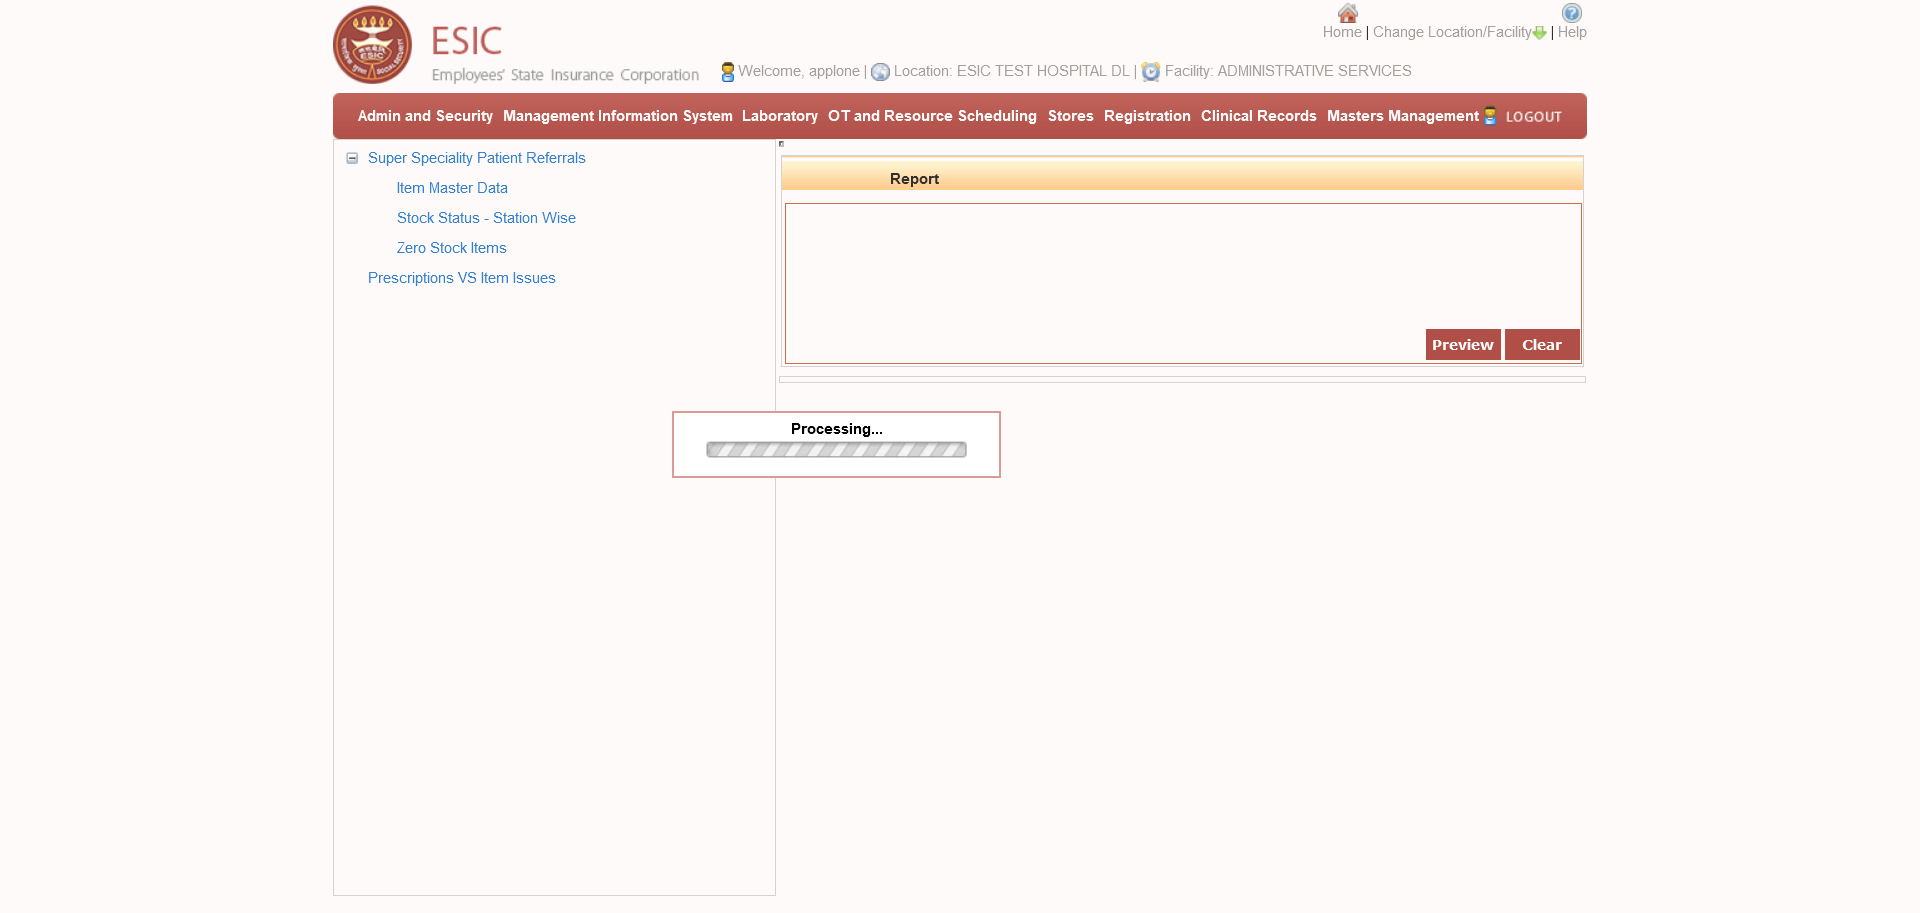 ESIC
Employees' State Insurance Corporation
Home | Change Location/Facility | Help
Welcome, applone | Location: ESIC TEST HOSPITAL DL | Facility: ADMINISTRATIVE SERVICES
Admin and Security Management Information System Laboratory OT and Resource Scheduling Stores Registration Clinical Records Masters Management LOGOUT
Super Speciality Patient Referrals
Item Master Data
Stock Status - Station Wise
Zero Stock Items
Prescriptions VS Item Issues
Report
Preview Clear
Processing...